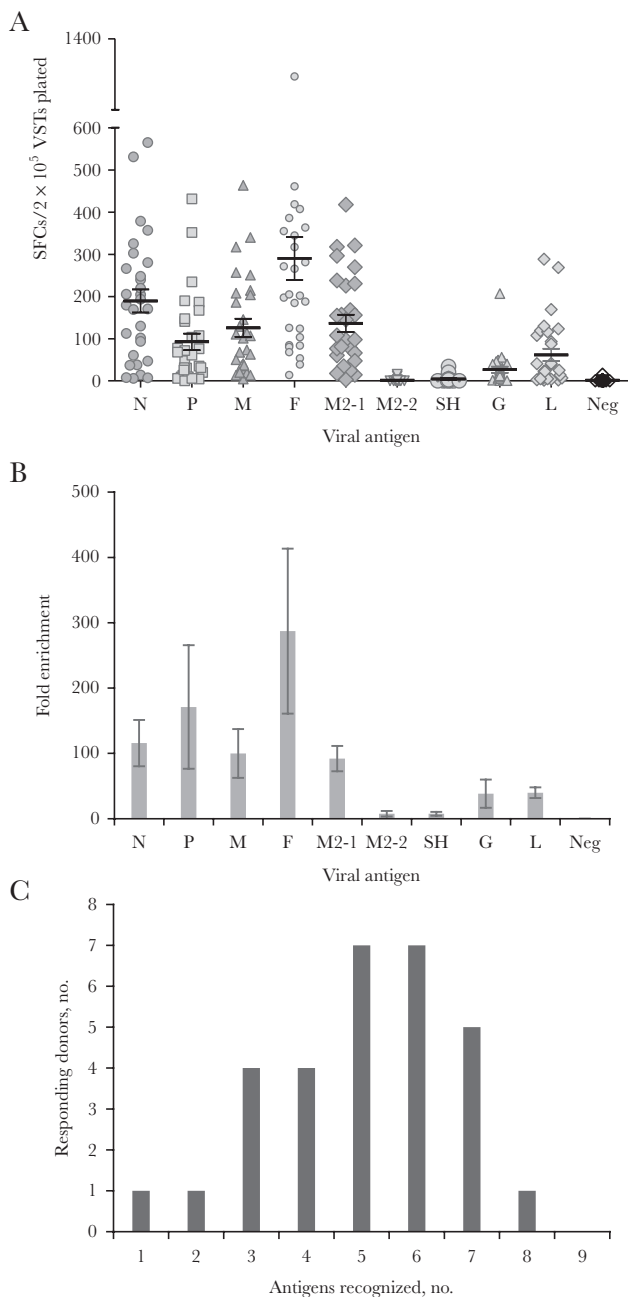 A
SFCs/2 × 10⁵ VSTs plated
1400
600
500
400
300
200
100
0
N P M F M2-1 M2-2 SH G L Neg
Viral antigen
B
Fold enrichment
500
400
300
200
100
0
N P M F M2-1 M2-2 SH G L Neg
Viral antigen
C
Responding donors, no.
8
7
6
5
4
3
2
1
0
1 2 3 4 5 6 7 8 9
Antigens recognized, no.